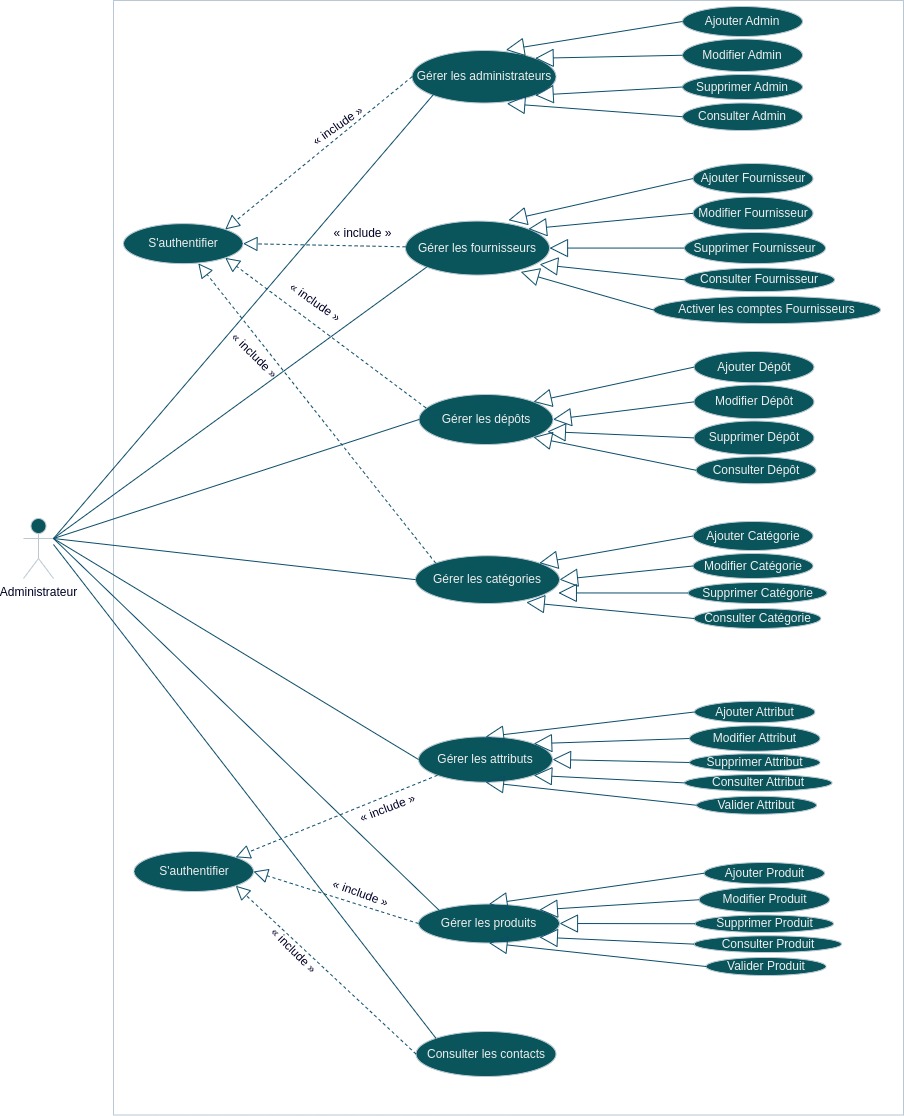 Ajouter Admin
Modifier Admin
Gérer les administrateurs
Supprimer Admin
Consulter Admin
« include »
Ajouter Fournisseur
Modifier Fournisseur
« include »
S'authentifier
Gérer les fournisseurs
Supprimer Fournisseur
Consulter Fournisseur
« include »
Activer les comptes Fournisseurs
« include »
Ajouter Dépôt
Modifier Dépôt
Gérer les dépôts
Supprimer Dépôt
Consulter Dépôt
Ajouter Catégorie
Modifier Catégorie
Gérer les catégories
Administrateur
Supprimer Catégorie
Consulter Catégorie
Ajouter Attribut
Modifier Attribut
Gérer les attributs
Supprimer Attribut
Consulter Attribut
« include »
Valider Attribut
S'authentifier
Ajouter Produit
« include »
Modifier Produit
Gérer les produits
Supprimer Produit
Consulter Produit
« include »
Valider Produit
Consulter les contacts